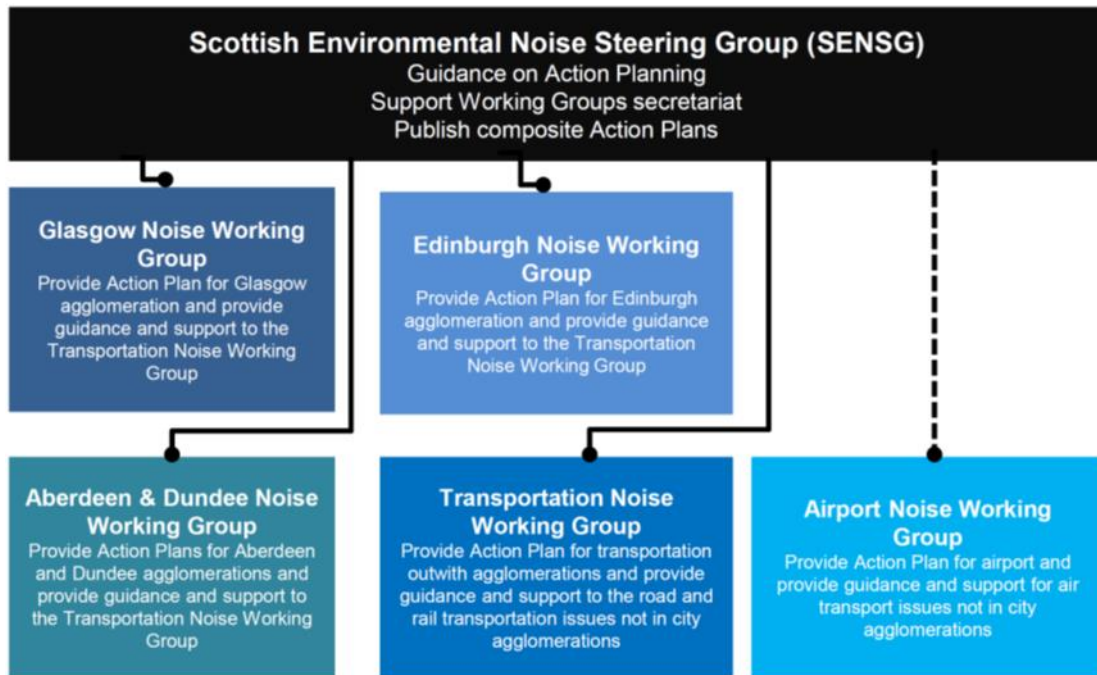 Scottish Environmental Noise Steering Group (SENSG)
Guidance on Action Planning
Support Working Groups secretariat
Publish composite Action Plans
Glasgow Noise Working
Group
Provide Action Plan for Glasgow
agglomeration and provide
guidance and support to the
Transportation Noise Working
Group
Edinburgh Noise Working
Group
Provide Action Plan for Edinburgh
agglomeration and provide guidance
and support to the Transportation
Noise Working Group
Aberdeen & Dundee Noise
Working Group
Provide Action Plans for Aberdeen
and Dundee agglomerations and
provide guidance and support to
the Transportation Noise Working
Group
Transportation Noise
Working Group
Provide Action Plan for transportation
outwith agglomerations and provide
guidance and support to the road and
rail transportation issues not in city
agglomerations
Airport Noise Working
Group
Provide Action Plan for airport and
provide guidance and support for air
transport issues not in city
agglomerations